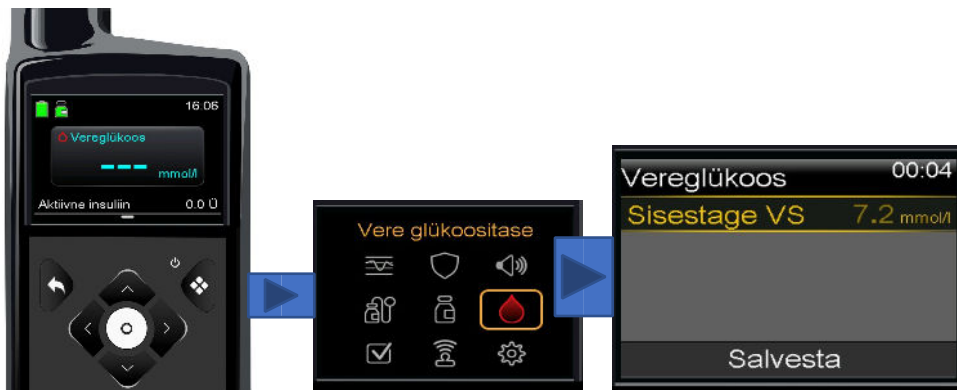 16:06
Vereglükoos
--- mmol/l
Aktiivne insuliin 0.0 Ü
Vere glükoositase
Vereglükoos 00:04
Sisestage VS 7.2 mmol/l
Salvesta